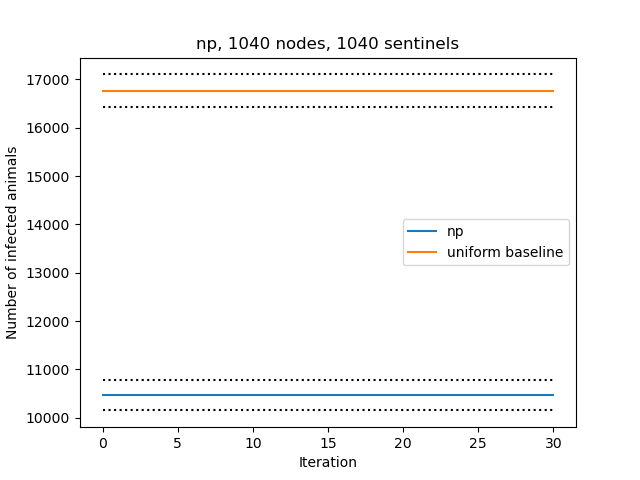 np, 1040 nodes, 1040 sentinels
Number of infected animals
17000
16000
15000
14000
13000
12000
11000
10000
np
uniform baseline
0 5 10 15 20 25 30
Iteration